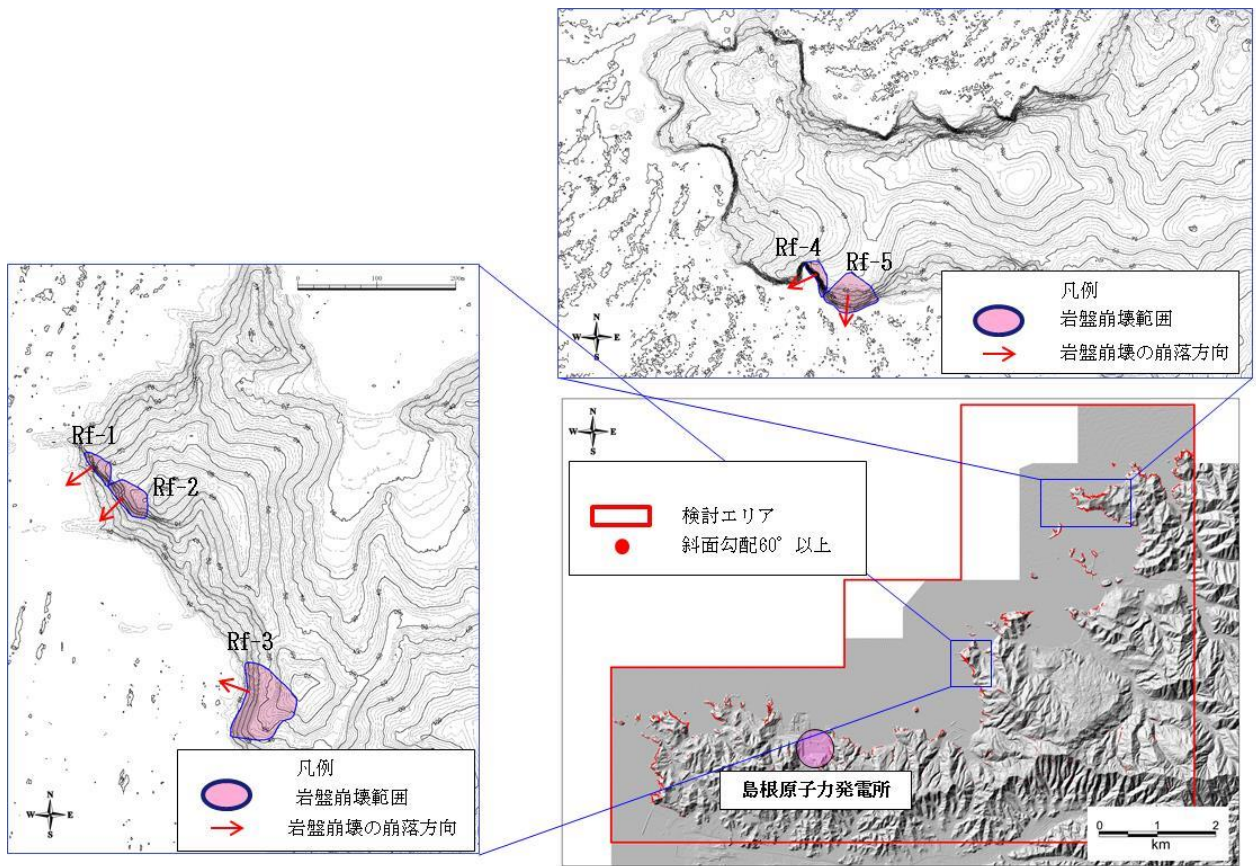 Rf-4
Rf-5
N
W E
S
凡例
岩盤崩壊範囲
岩盤崩壊の崩落方向
200m
Rf-1
Rf-2
Rf-3
N
W E
S
凡例
岩盤崩壊範囲
岩盤崩壊の崩落方向
N
W E
S
検討エリア
斜面勾配60°以上
島根原子力発電所
0 1 2
km